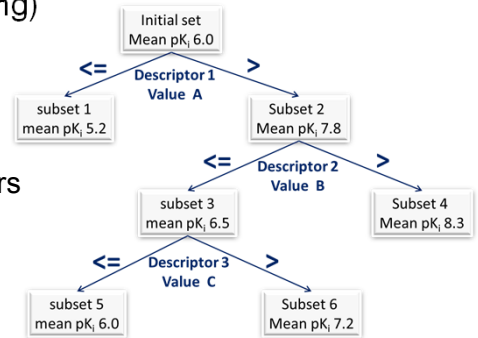 ng)
Initial set
Mean pKi 6.0
<= Descriptor 1 >
Value A
subset 1
mean pKi 5.2
Subset 2
Mean pKi 7.8
rs
<= Descriptor 2 >
Value B
subset 3
mean pKi 6.5
Subset 4
Mean pKi 8.3
<= Descriptor 3 >
Value C
subset 5
mean pKi 6.0
Subset 6
Mean pKi 7.2